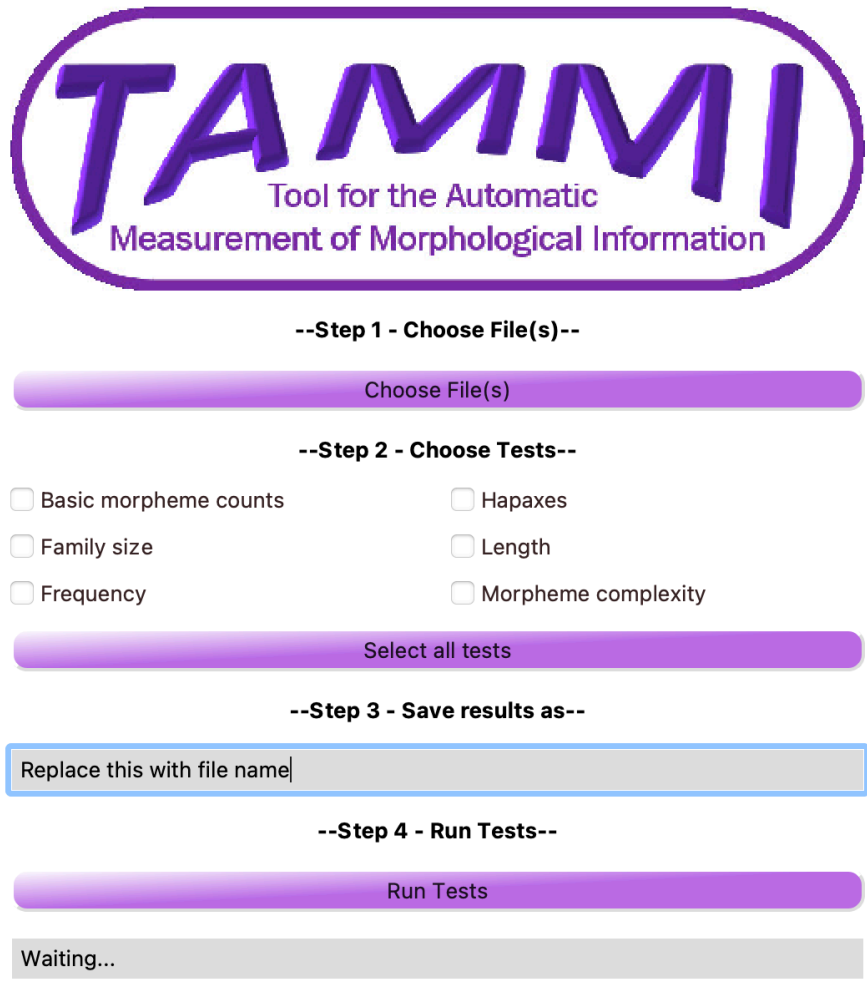 TAMMI
Tool for the Automatic
Measurement of Morphological Information
--Step 1 - Choose File(s)--
Choose File(s)
--Step 2 - Choose Tests--
Basic morpheme counts
Hapaxes
Family size
Length
Frequency
Morpheme complexity
Select all tests
--Step 3 - Save results as--
Replace this with file name
--Step 4 - Run Tests--
Run Tests
Waiting...